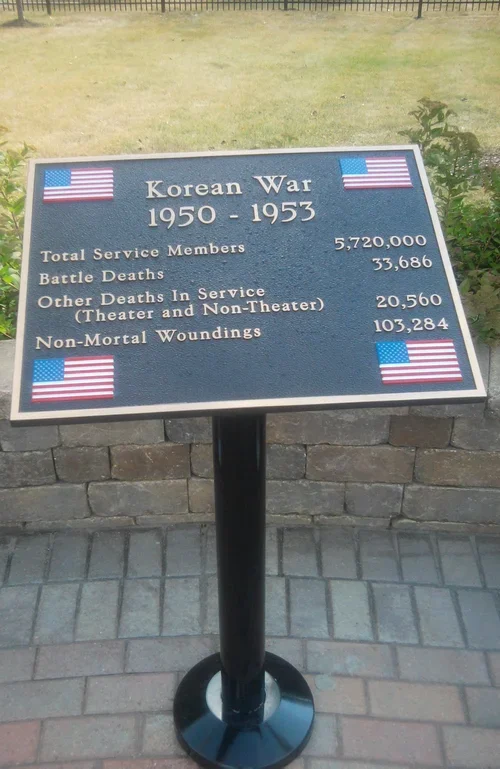 Korean War
1950 - 1953
Total Service Members 5,720,000
Battle Deaths 33,686
Other Deaths In Service
(Theater and Non-Theater) 20,560
Non-Mortal Woundings 103,284